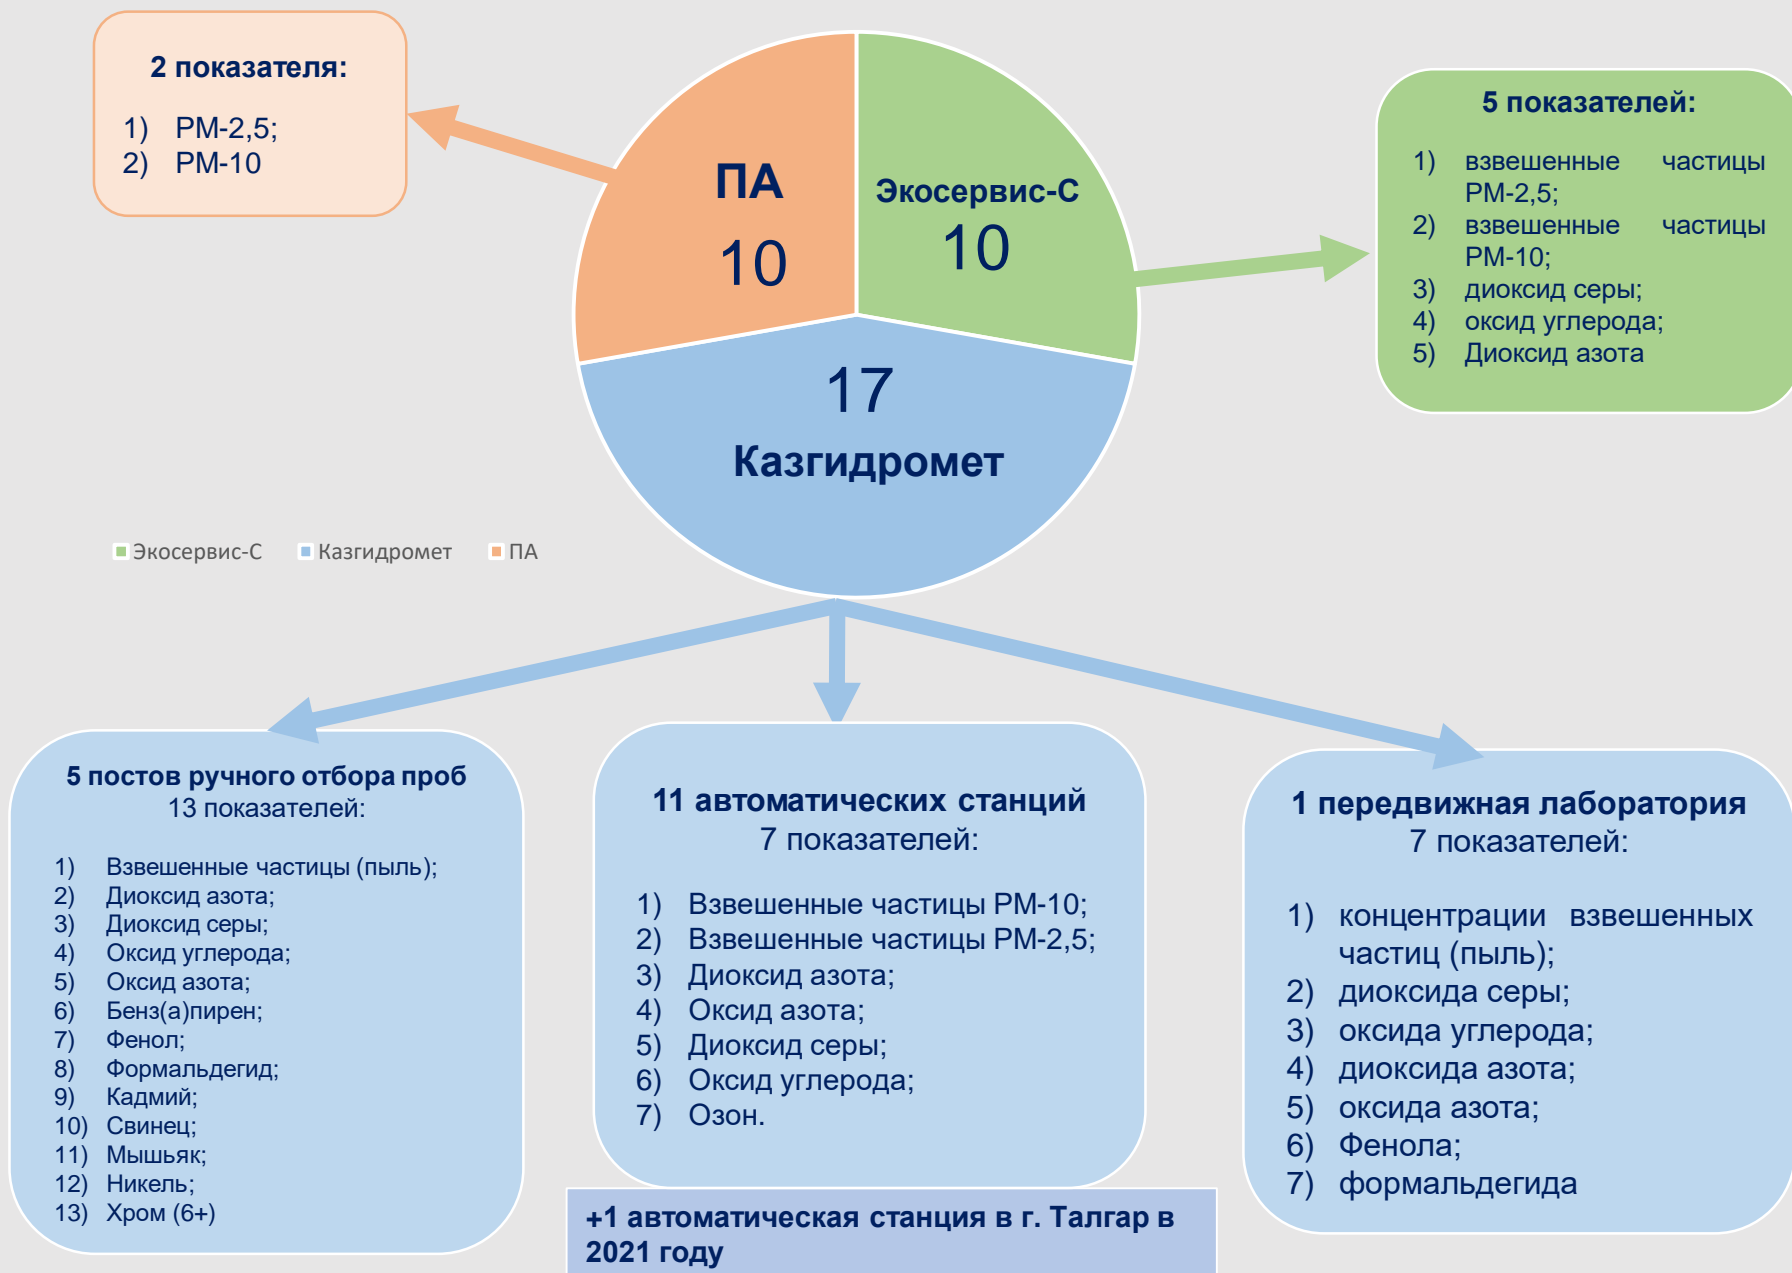 2 показателя:
1) РМ-2,5;
2) РМ-10
ПА
10
Экосервис-С
10
17
Казгидромет
5 показателей:
1) взвешенные частицы
РМ-2,5;
2) взвешенные частицы
РМ-10;
3) диоксид серы;
4) оксид углерода;
5) Диоксид азота
Экосервис-С Казгидромет ПА
5 постов ручного отбора проб
13 показателей:
1) Взвешенные частицы (пыль);
2) Диоксид азота;
3) Диоксид серы;
4) Оксид углерода;
5) Оксид азота;
6) Бенз(а)пирен;
7) Фенол;
8) Формальдегид;
9) Кадмий;
10) Свинец;
11) Мышьяк;
12) Никель;
13) Хром (6+)
11 автоматических станций
7 показателей:
1) Взвешенные частицы РМ-10;
2) Взвешенные частицы РМ-2,5;
3) Диоксид азота;
4) Оксид азота;
5) Диоксид серы;
6) Оксид углерода;
7) Озон.
+1 автоматическая станция в г. Талгар в
2021 году
1 передвижная лаборатория
7 показателей:
1) концентрации взвешенных
частиц (пыль);
2) диоксида серы;
3) оксида углерода;
4) диоксида азота;
5) оксида азота;
6) Фенола;
7) формальдегида